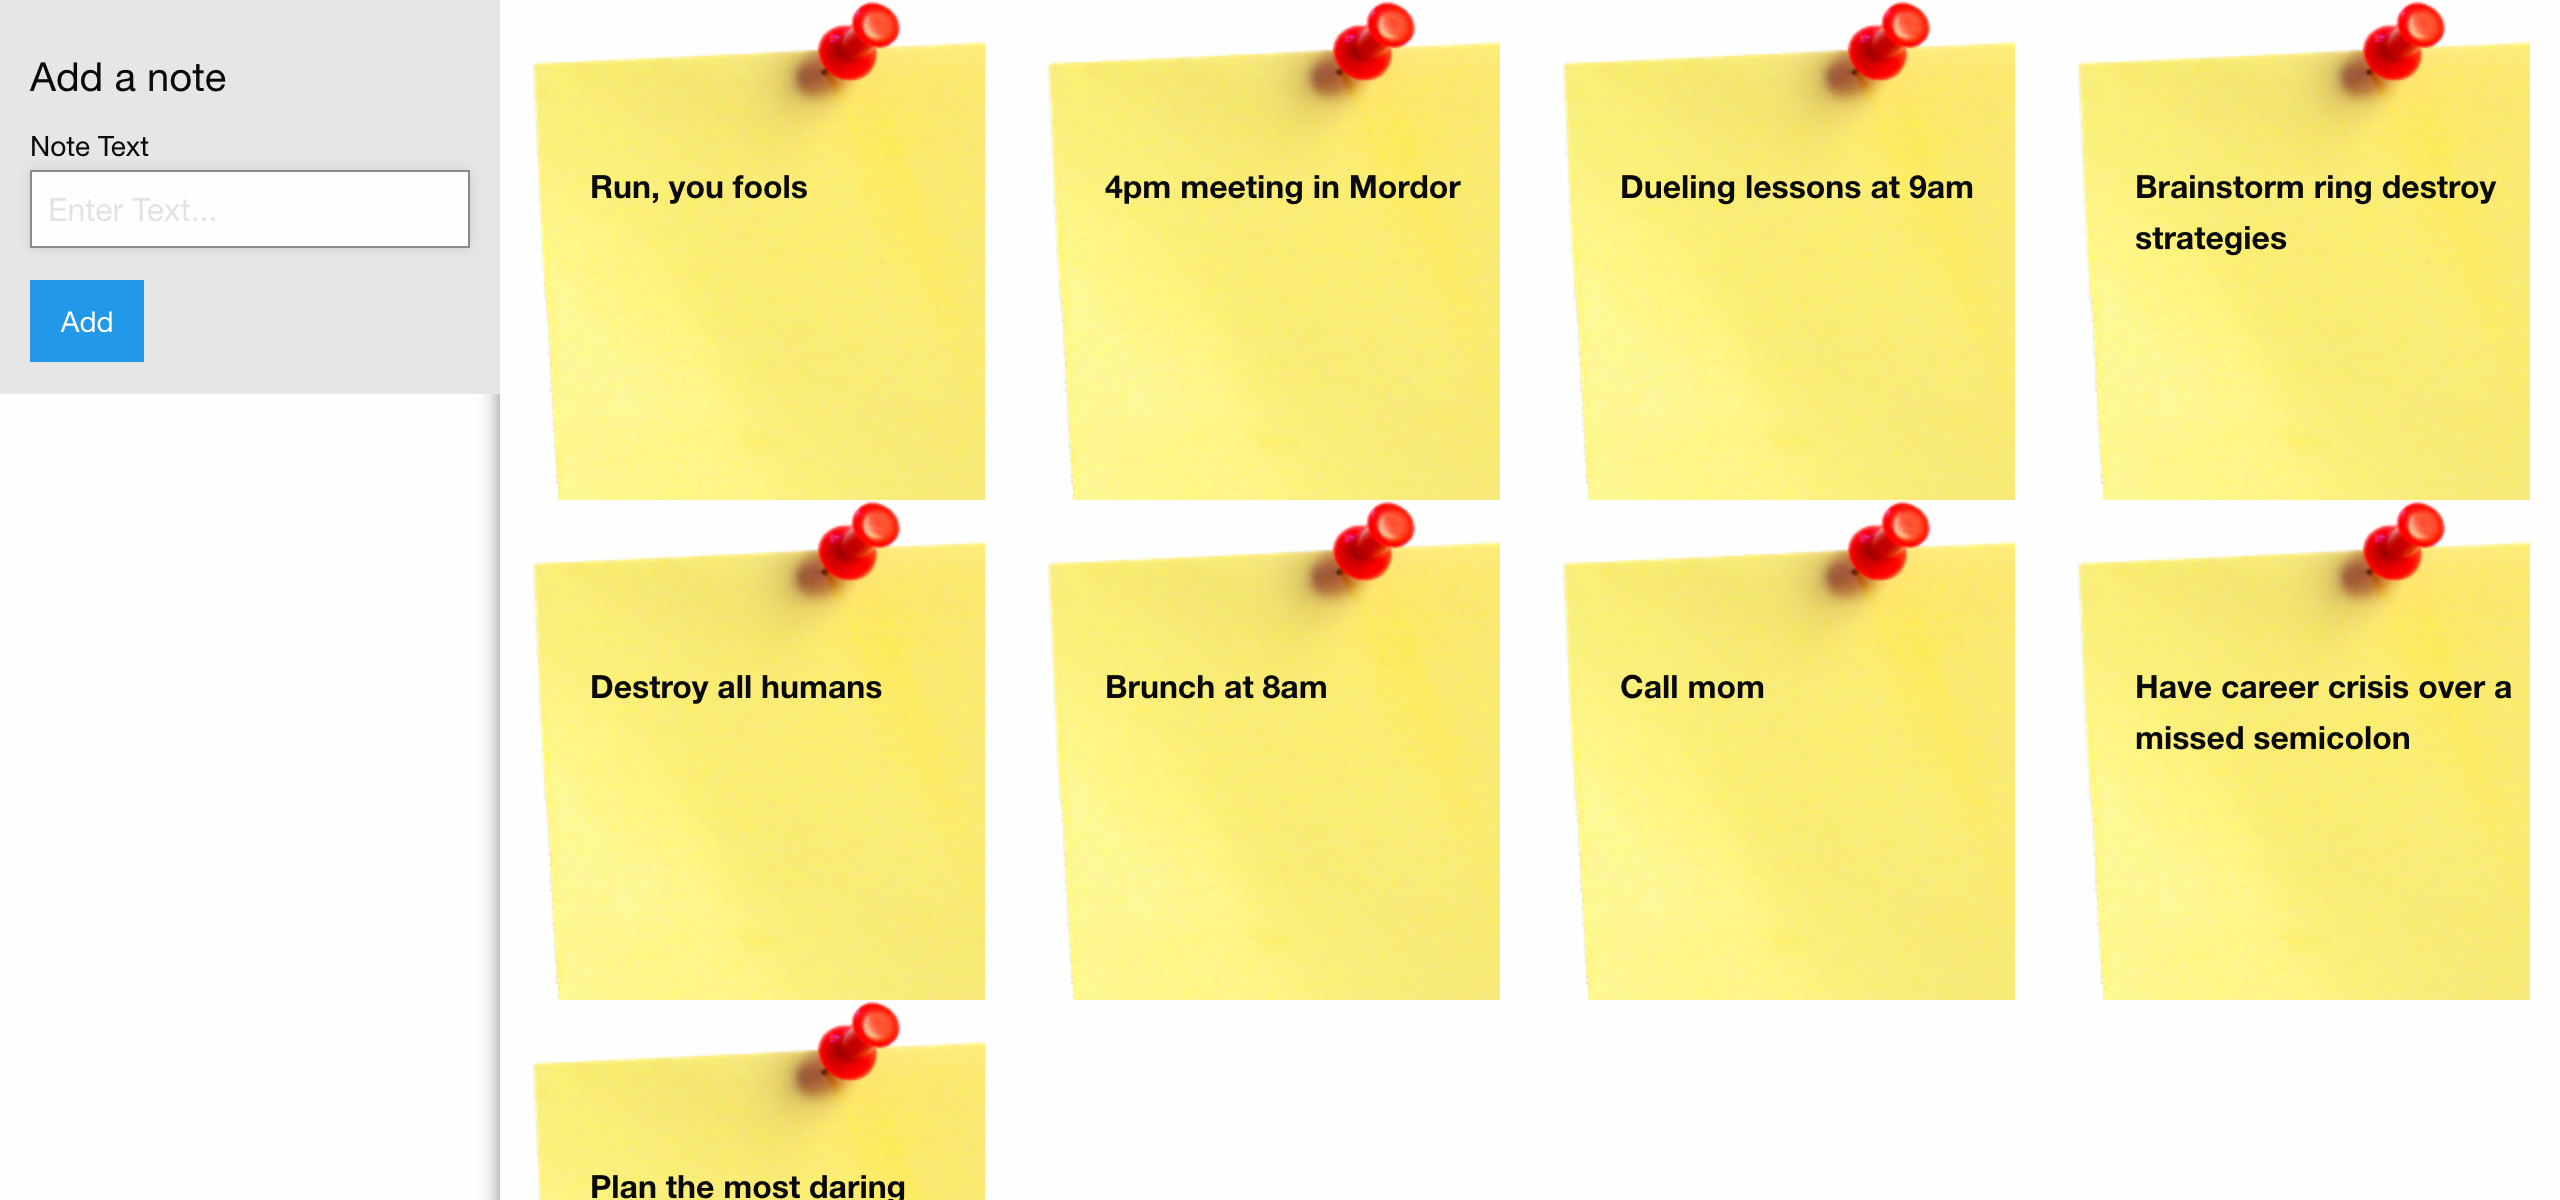 Add a note
Note Text
Enter Text...
Add
Run, you fools
4pm meeting in Mordor
Dueling lessons at 9am
Brainstorm ring destroy
strategies
Destroy all humans
Brunch at 8am
Call mom
Have career crisis over a
missed semicolon
Plan the most daring